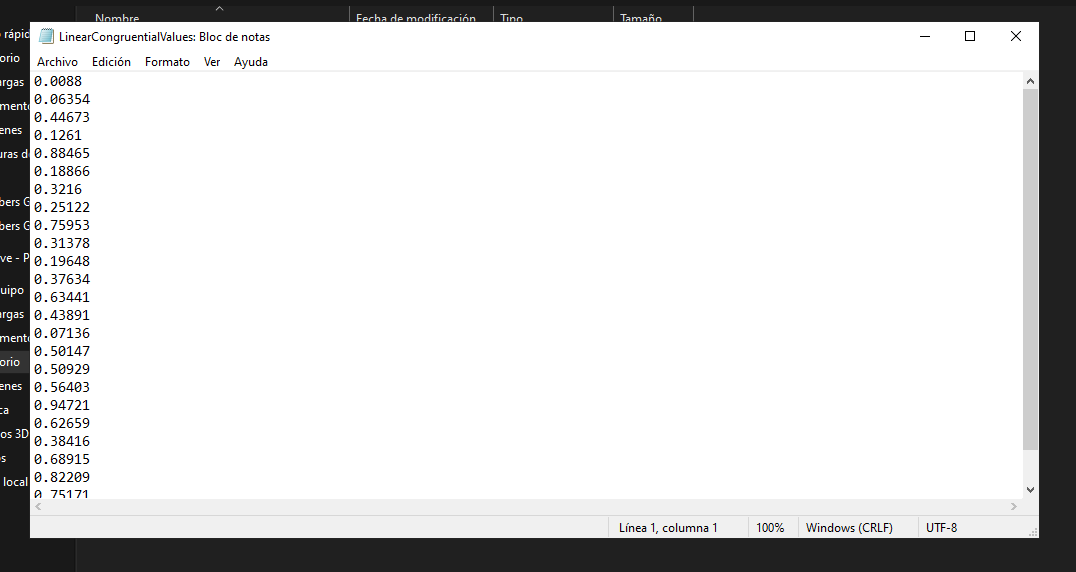 Nombre Fecha de modificación Tipo Tamaño
LinearCongruentialValues: Bloc de notas
Archivo Edición Formato Ver Ayuda
0.0088
0.06354
0.44673
0.1261
0.88465
0.18866
0.3216
0.25122
0.75953
0.31378
0.19648
0.37634
0.63441
0.43891
0.07136
0.50147
0.50929
0.56403
0.94721
0.62659
0.38416
0.68915
0.82209
0.75171
Línea 1, columna 1 100% Windows (CRLF) UTF-8
rápid
orio
rgas
mento
enes
uras d
bers G
bers G
ve - P
uipo
rgas
mento
orio
enes
ca
os 3D
s
local